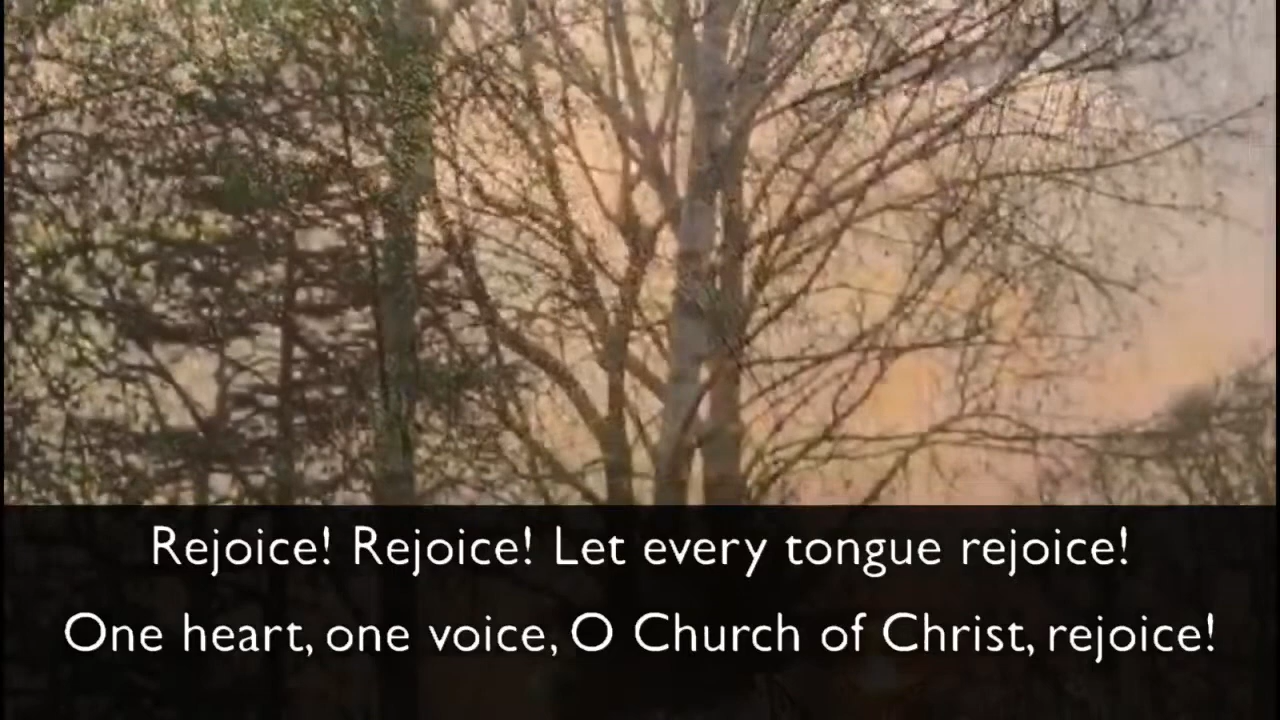 Rejoice! Rejoice! Let every tongue rejoice!
One heart, one voice, O Church of Christ, rejoice!